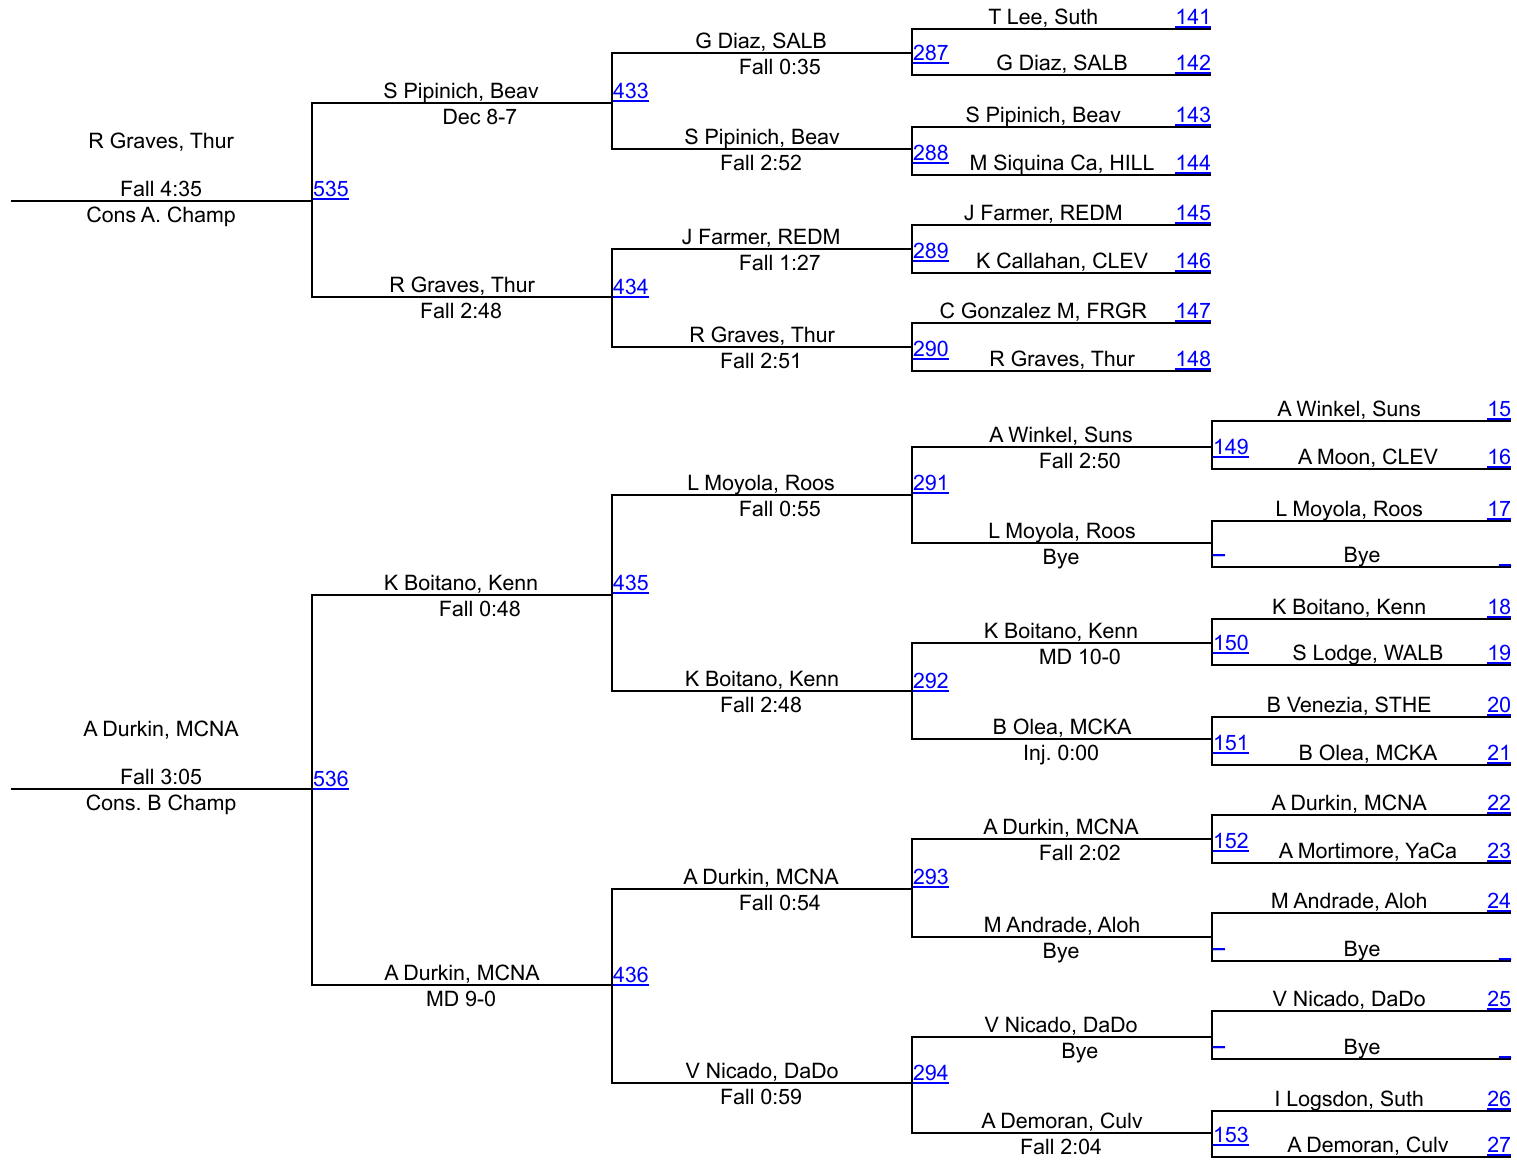 T Lee, Suth 141
G Diaz, SALB 287
Fall 0:35
G Diaz, SALB 142
S Pipinich, Beav 433
Dec 8-7
S Pipinich, Beav 143
S Pipinich, Beav 288
Fall 2:52
M Siquina Ca, HILL 144
R Graves, Thur
Fall 4:35 535
Cons A. Champ
J Farmer, REDM 145
J Farmer, REDM 289
Fall 1:27
K Callahan, CLEV 146
R Graves, Thur 434
Fall 2:48
C Gonzalez M, FRGR 147
R Graves, Thur 290
Fall 2:51
R Graves, Thur 148
A Winkel, Suns 15
A Winkel, Suns 149
Fall 2:50
A Moon, CLEV 16
L Moyola, Roos 291
Fall 0:55
L Moyola, Roos 17
L Moyola, Roos
Bye
Bye
K Boitano, Kenn 435
Fall 0:48
K Boitano, Kenn 18
K Boitano, Kenn 150
MD 10-0
S Lodge, WALB 19
K Boitano, Kenn 292
Fall 2:48
B Venezia, STHE 20
B Olea, MCKA 151
Inj. 0:00
B Olea, MCKA 21
A Durkin, MCNA
Fall 3:05 536
Cons. B Champ
A Durkin, MCNA 22
A Durkin, MCNA 152
Fall 2:02
A Mortimore, YaCa 23
A Durkin, MCNA 293
Fall 0:54
M Andrade, Aloh 24
M Andrade, Aloh
Bye
Bye
A Durkin, MCNA 436
MD 9-0
V Nicado, DaDo 25
V Nicado, DaDo
Bye
Bye
V Nicado, DaDo 294
Fall 0:59
I Logsdon, Suth 26
A Demoran, Culv 153
Fall 2:04
A Demoran, Culv 27